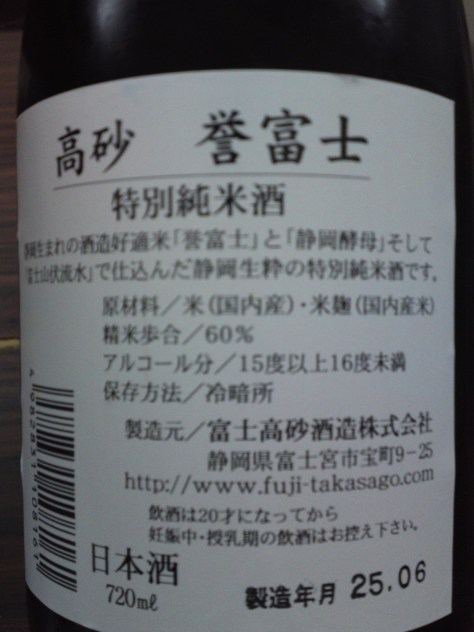 高砂 誉富士
特別純米酒
静岡生まれの酒造好適米「誉富士」と「静岡酵母」そして
「富士山伏流水」で仕込んだ静岡生粋の特別純米酒です。
原材料／米(国内産)・米麹(国内産米)
精米歩合／60%
アルコール分／15度以上16度未満
保存方法／冷暗所
製造元／富士高砂酒造株式会社
静岡県富士宮市宝町9-25
http://www.fuji-takasago.com
飲酒は20才になってから
妊娠中・授乳期の飲酒はお控え下さい。
日本酒
720mℓ
製造年月 25.06